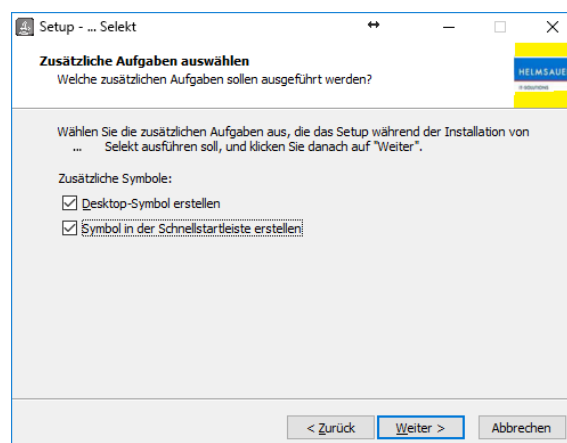 Setup - ... Selekt
Zusätzliche Aufgaben auswählen
Welche zusätzlichen Aufgaben sollen ausgeführt werden?
HELMSAUE
IT SOLUTIONS
Wählen Sie die zusätzlichen Aufgaben aus, die das Setup während der Installation von
... Selekt ausführen soll, und klicken Sie danach auf "Weiter".
Zusätzliche Symbole:
Desktop-Symbol erstellen
Symbol in der Schnellstartleiste erstellen
< Zurück Weiter > Abbrechen